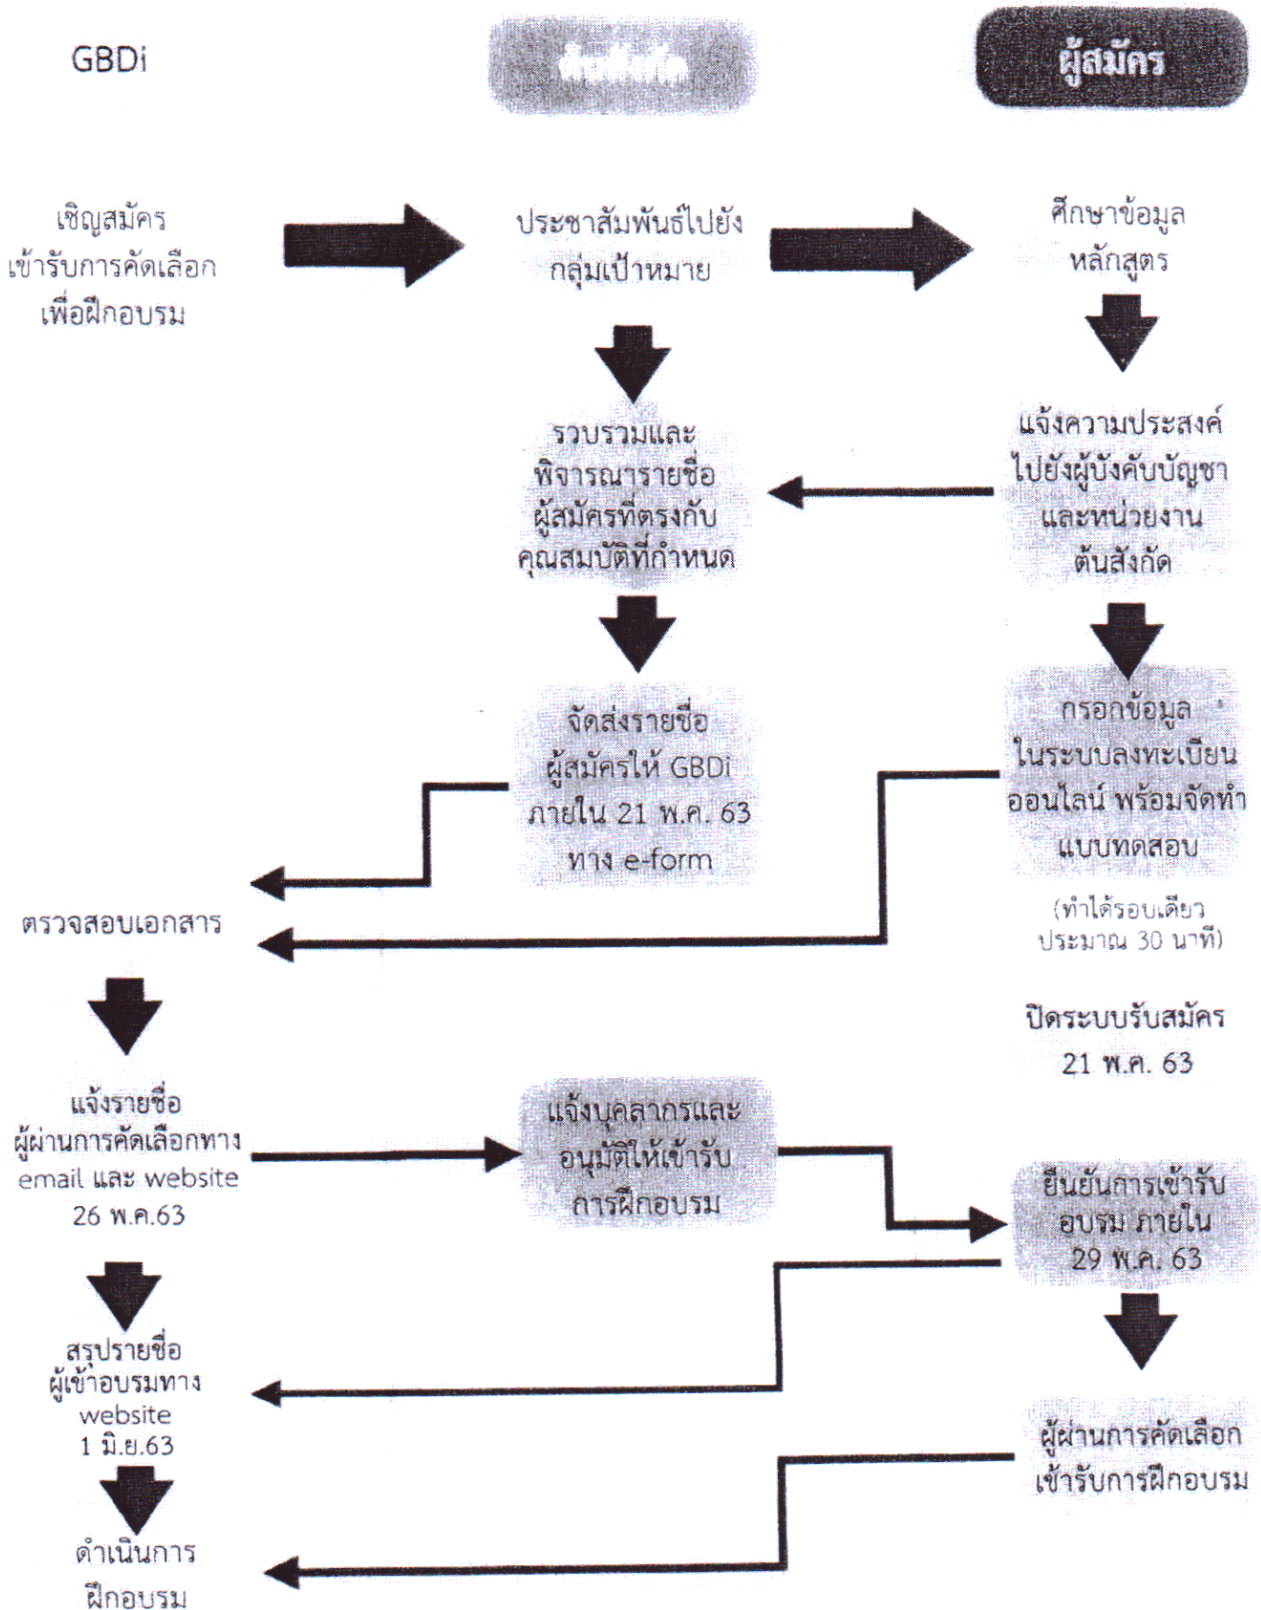 GBDi
ต้นสังกัด
ผู้สมัคร
เชิญสมัคร
เข้ารับการคัดเลือก
เพื่อฝึกอบรม
ประชาสัมพันธ์ไปยัง
กลุ่มเป้าหมาย
ศึกษาข้อมูล
หลักสูตร
รวบรวมและ
พิจารณารายชื่อ
ผู้สมัครที่ตรงกับ
คุณสมบัติที่กำหนด
แจ้งความประสงค์
ไปยังผู้บังคับบัญชา
และหน่วยงาน
ต้นสังกัด
จัดส่งรายชื่อ
ผู้สมัครให้ GBDi
ภายใน 21 พ.ค. 63
ทาง e-form
กรอกข้อมูล
ในระบบลงทะเบียน
ออนไลน์ พร้อมจัดทำ
แบบทดสอบ
(ทำได้รอบเดียว
ประมาณ 30 นาที)
ปิดระบบรับสมัคร
21 พ.ค. 63
ตรวจสอบเอกสาร
แจ้งรายชื่อ
ผู้ผ่านการคัดเลือกทาง
email และ website
26 พ.ค.63
แจ้งบุคลากรและ
อนุมัติให้เข้ารับ
การฝึกอบรม
ยืนยันการเข้ารับ
อบรม ภายใน
29 พ.ค. 63
สรุปรายชื่อ
ผู้เข้าอบรมทาง
website
1 มิ.ย.63
ผู้ผ่านการคัดเลือก
เข้ารับการฝึกอบรม
ดำเนินการ
ฝึกอบรม